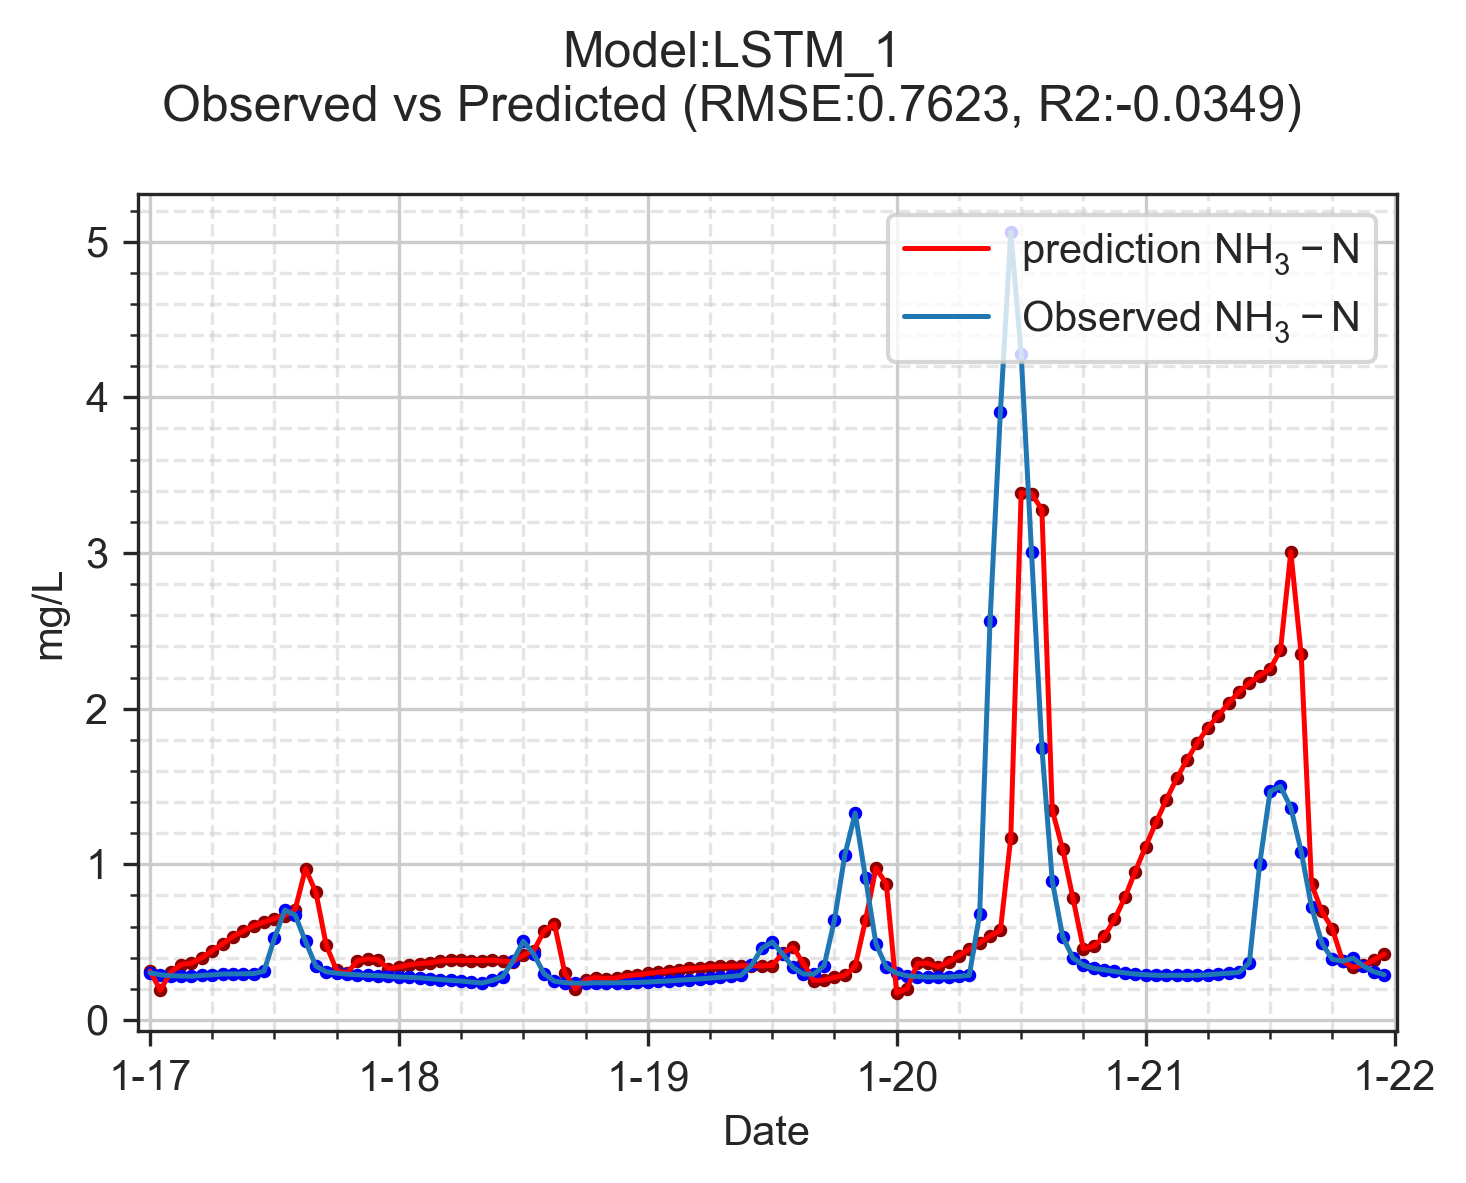 Model:LSTM_1
Observed vs Predicted (RMSE:0.7623, R2:-0.0349)
prediction NH₃ − N
Observed NH₃ − N
mg/L
5
4
3
2
1
0
1-17 1-18 1-19 1-20 1-21 1-22
Date